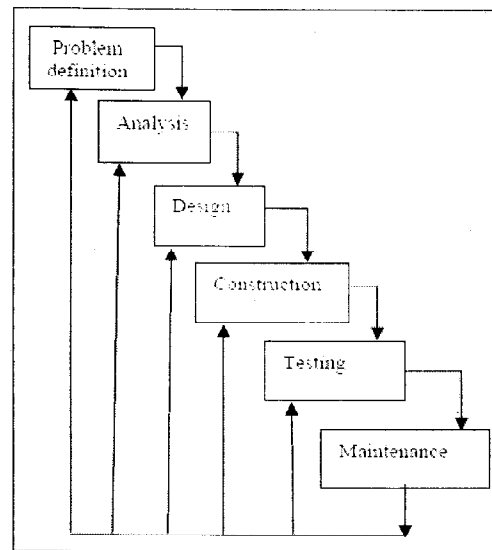 Problem
definition
Analysis
Design
Construction
Testing
Maintenance